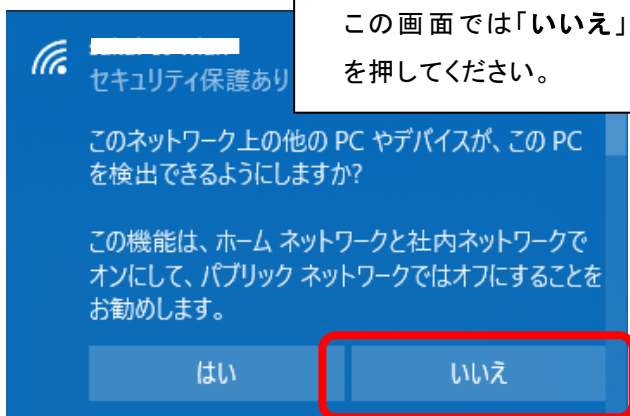 この画面では「いいえ」
を押してください。
セキュリティ保護あり
このネットワーク上の他の PC やデバイスが、この PC
を検出できるようにしますか?
この機能は、ホーム ネットワークと社内ネットワークで
オンにして、パブリック ネットワークではオフにすることを
お勧めします。
はい
いいえ